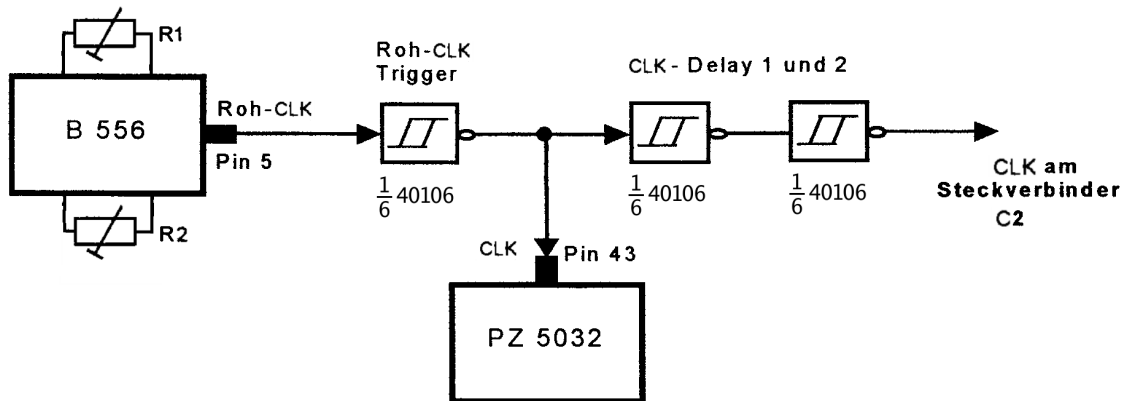 R1
B 556
Roh-CLK
Pin 5
R2
Roh-CLK
Trigger
1/6 40106
CLK - Delay 1 und 2
1/6 40106
1/6 40106
CLK am
Steckverbinder
C2
CLK
Pin 43
PZ 5032